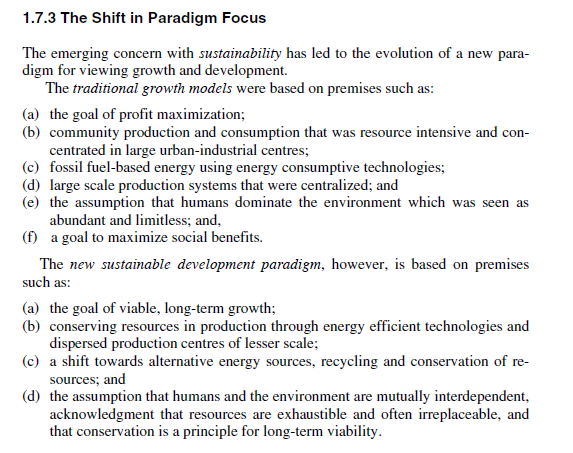 1.7.3 The Shift in Paradigm Focus
The emerging concern with sustainability has led to the evolution of a new para-
digm for viewing growth and development.
The traditional growth models were based on premises such as:
(a) the goal of profit maximization;
(b) community production and consumption that was resource intensive and con-
centrated in large urban-industrial centres;
(c) fossil fuel-based energy using energy consumptive technologies;
(d) large scale production systems that were centralized; and
(e) the assumption that humans dominate the environment which was seen as
abundant and limitless; and,
(f) a goal to maximize social benefits.
The new sustainable development paradigm, however, is based on premises
such as:
(a) the goal of viable, long-term growth;
(b) conserving resources in production through energy efficient technologies and
dispersed production centres of lesser scale;
(c) a shift towards alternative energy sources, recycling and conservation of re-
sources; and
(d) the assumption that humans and the environment are mutually interdependent,
acknowledgment that resources are exhaustible and often irreplaceable, and
that conservation is a principle for long-term viability.